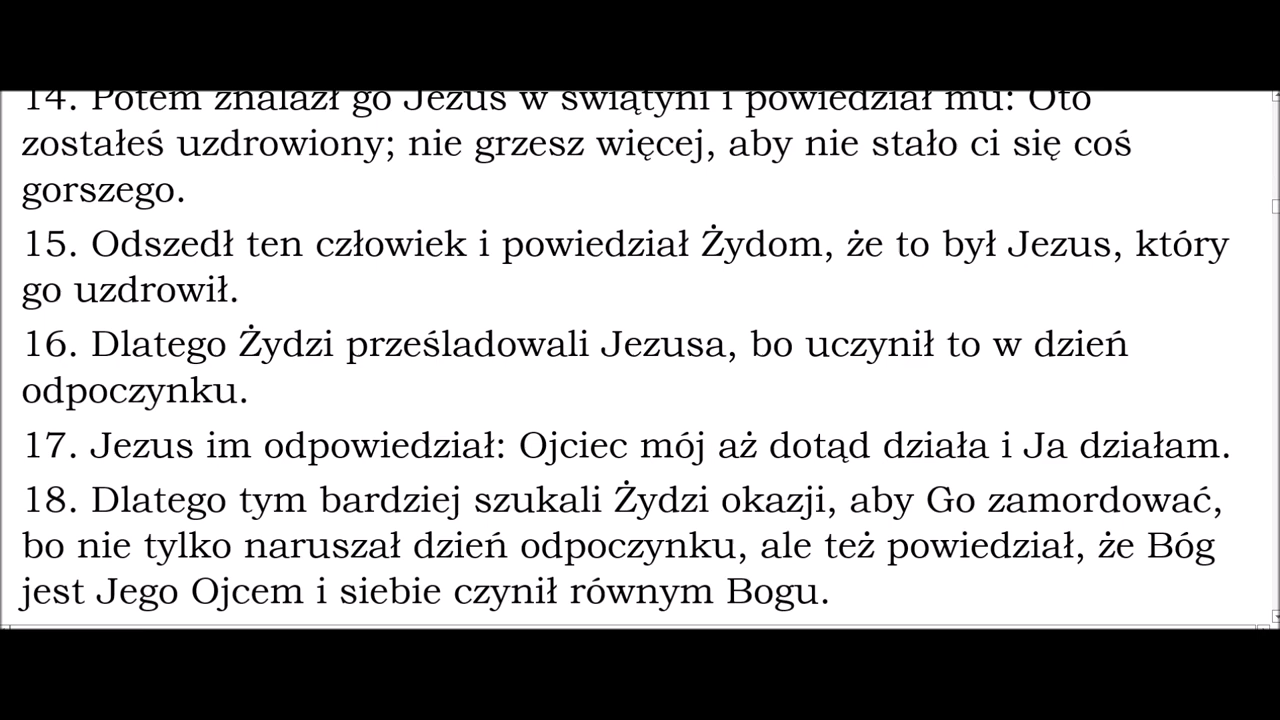 14. Potem znalazł go Jezus w świątyni i powiedział mu: Oto
zostałeś uzdrowiony; nie grzesz więcej, aby nie stało ci się coś
gorszego.
15. Odszedł ten człowiek i powiedział Żydom, że to był Jezus, który
go uzdrowił.
16. Dlatego Żydzi prześladowali Jezusa, bo uczynił to w dzień
odpoczynku.
17. Jezus im odpowiedział: Ojciec mój aż dotąd działa i Ja działam.
18. Dlatego tym bardziej szukali Żydzi okazji, aby Go zamordować,
bo nie tylko naruszał dzień odpoczynku, ale też powiedział, że Bóg
jest Jego Ojcem i siebie czynił równym Bogu.